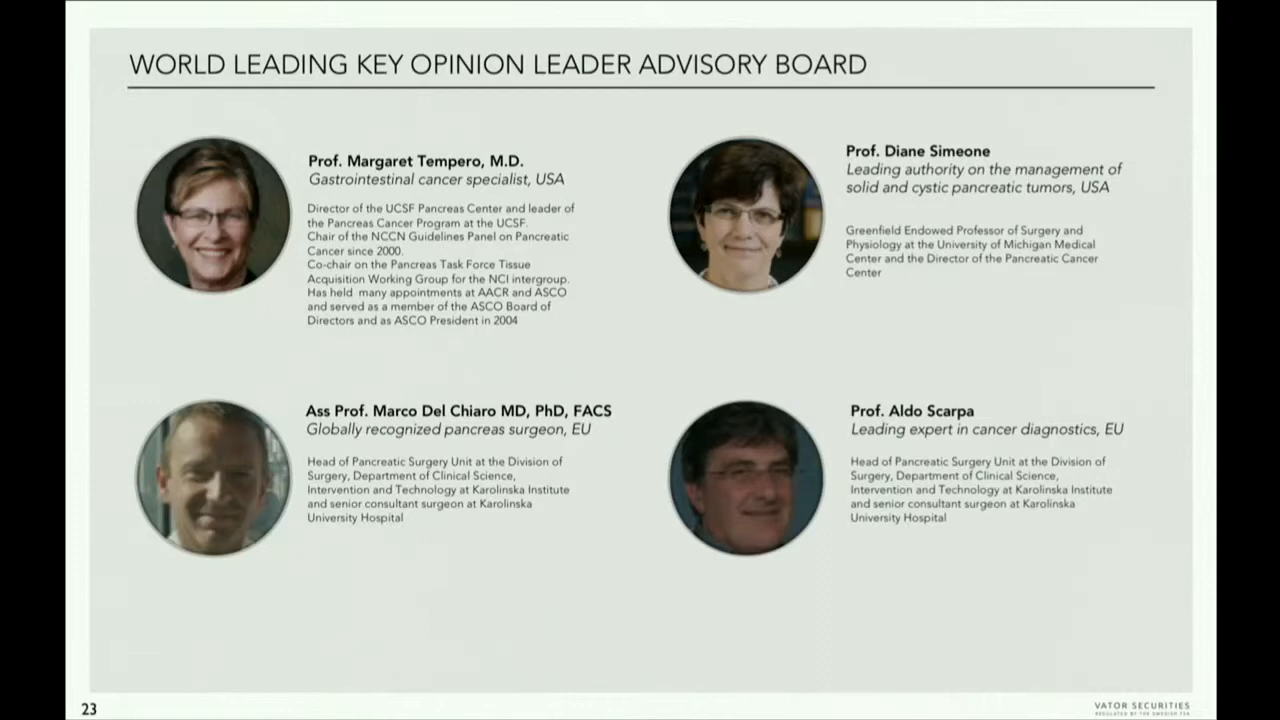 WORLD LEADING KEY OPINION LEADER ADVISORY BOARD
Prof. Margaret Tempero, M.D.
Gastrointestinal cancer specialist, USA
Director of the UCSF Pancreas Center and leader of
the Pancreas Cancer Program at the UCSF.
Chair of the NCCN Guidelines Panel on Pancreatic
Cancer since 2000.
Co-chair on the Pancreas Task Force Tissue
Acquisition Working Group for the NCI intergroup.
Has held many appointments at AACR and ASCO
and served as a member of the ASCO Board of
Directors and as ASCO President in 2004
Prof. Diane Simeone
Leading authority on the management of
solid and cystic pancreatic tumors, USA
Greenfield Endowed Professor of Surgery and
Physiology at the University of Michigan Medical
Center and the Director of the Pancreatic Cancer
Center
Ass Prof. Marco Del Chiaro MD, PhD, FACS
Globally recognized pancreas surgeon, EU
Head of Pancreatic Surgery Unit at the Division of
Surgery, Department of Clinical Science,
Intervention and Technology at Karolinska Institute
and senior consultant surgeon at Karolinska
University Hospital
Prof. Aldo Scarpa
Leading expert in cancer diagnostics, EU
Head of Pancreatic Surgery Unit at the Division of
Surgery, Department of Clinical Science,
Intervention and Technology at Karolinska Institute
and senior consultant surgeon at Karolinska
University Hospital
23
VATOR SECURITIES
REGULATED BY THE SWEDISH FSA